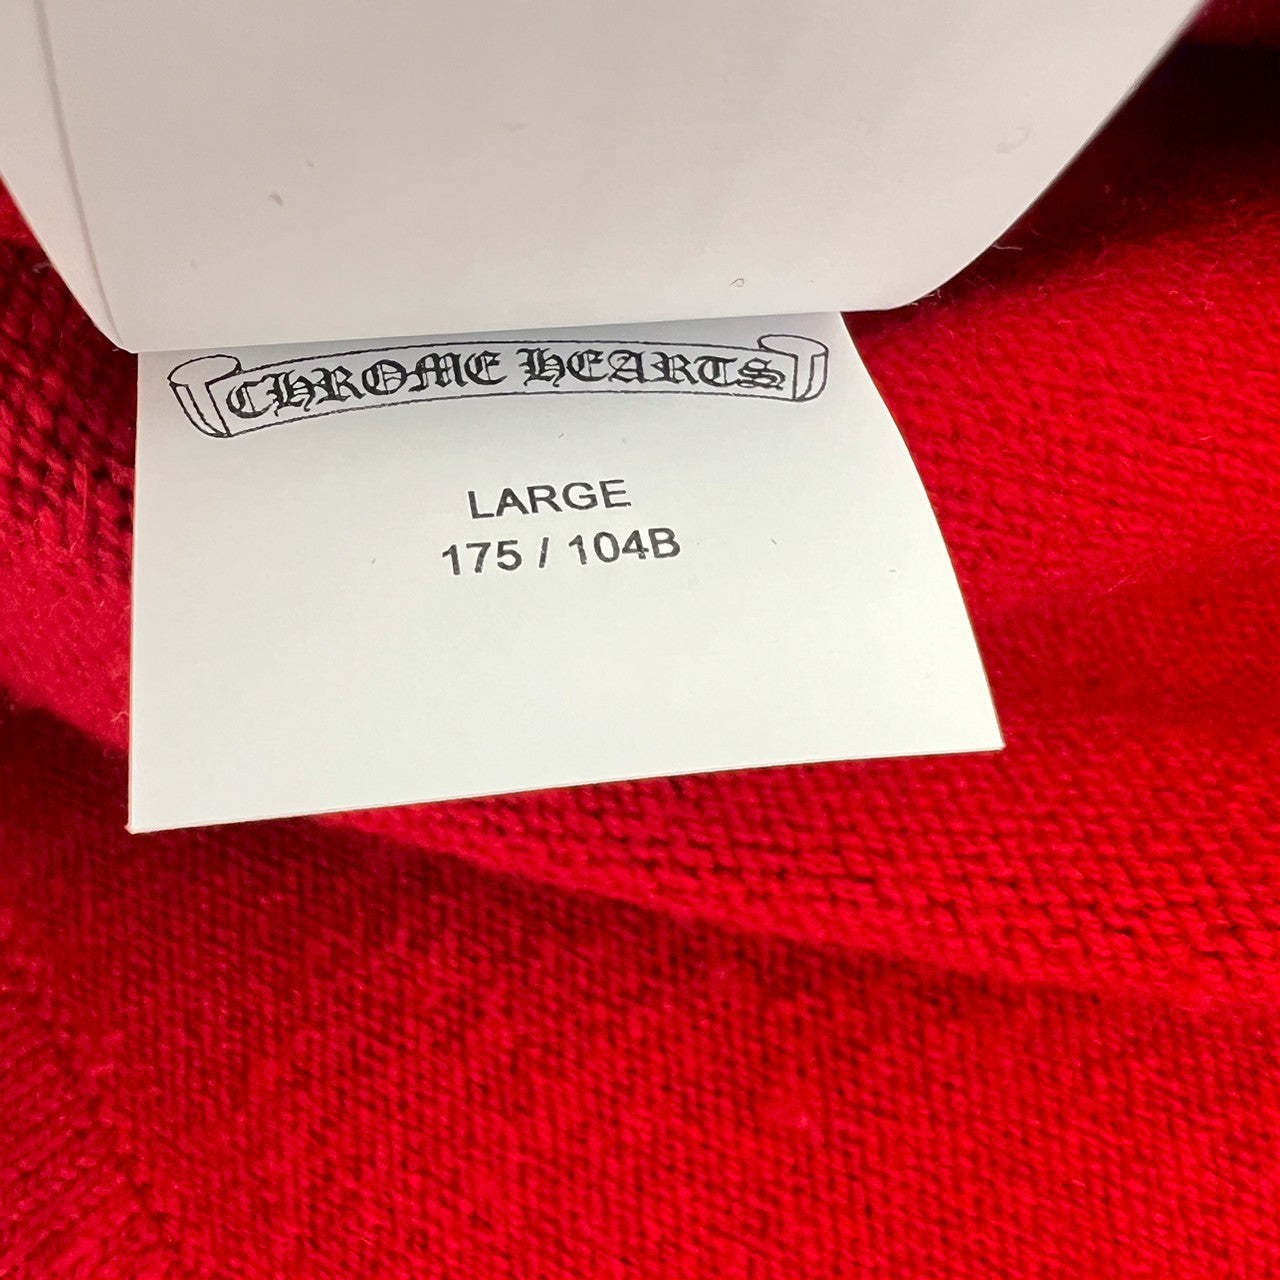 CHROME HEARTS
LARGE
175 / 104B